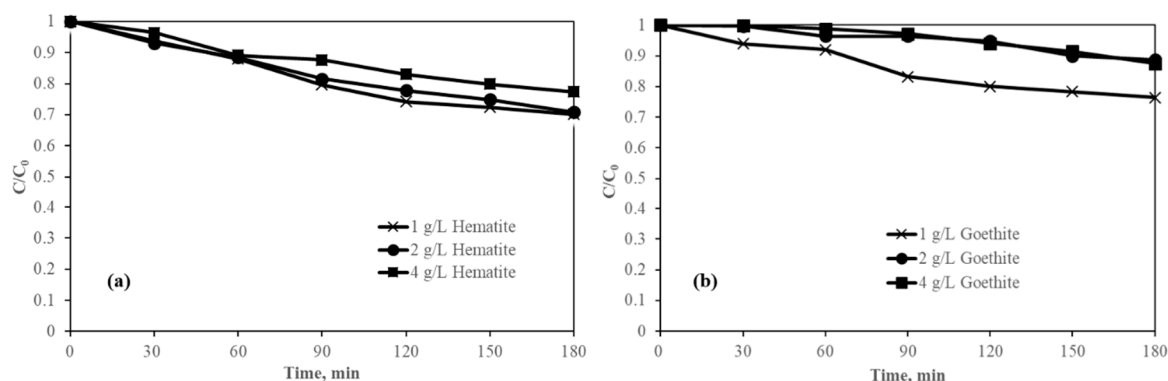 1
0.9
0.8
0.7
0.6
0.5
0.4
0.3
0.2
0.1
0
C/C0
1 g/L Hematite
2 g/L Hematite
4 g/L Hematite
(a)
0 30 60 90 120 150 180
Time, min
1
0.9
0.8
0.7
0.6
0.5
0.4
0.3
0.2
0.1
0
C/C0
1 g/L Goethite
2 g/L Goethite
4 g/L Goethite
(b)
0 30 60 90 120 150 180
Time, min